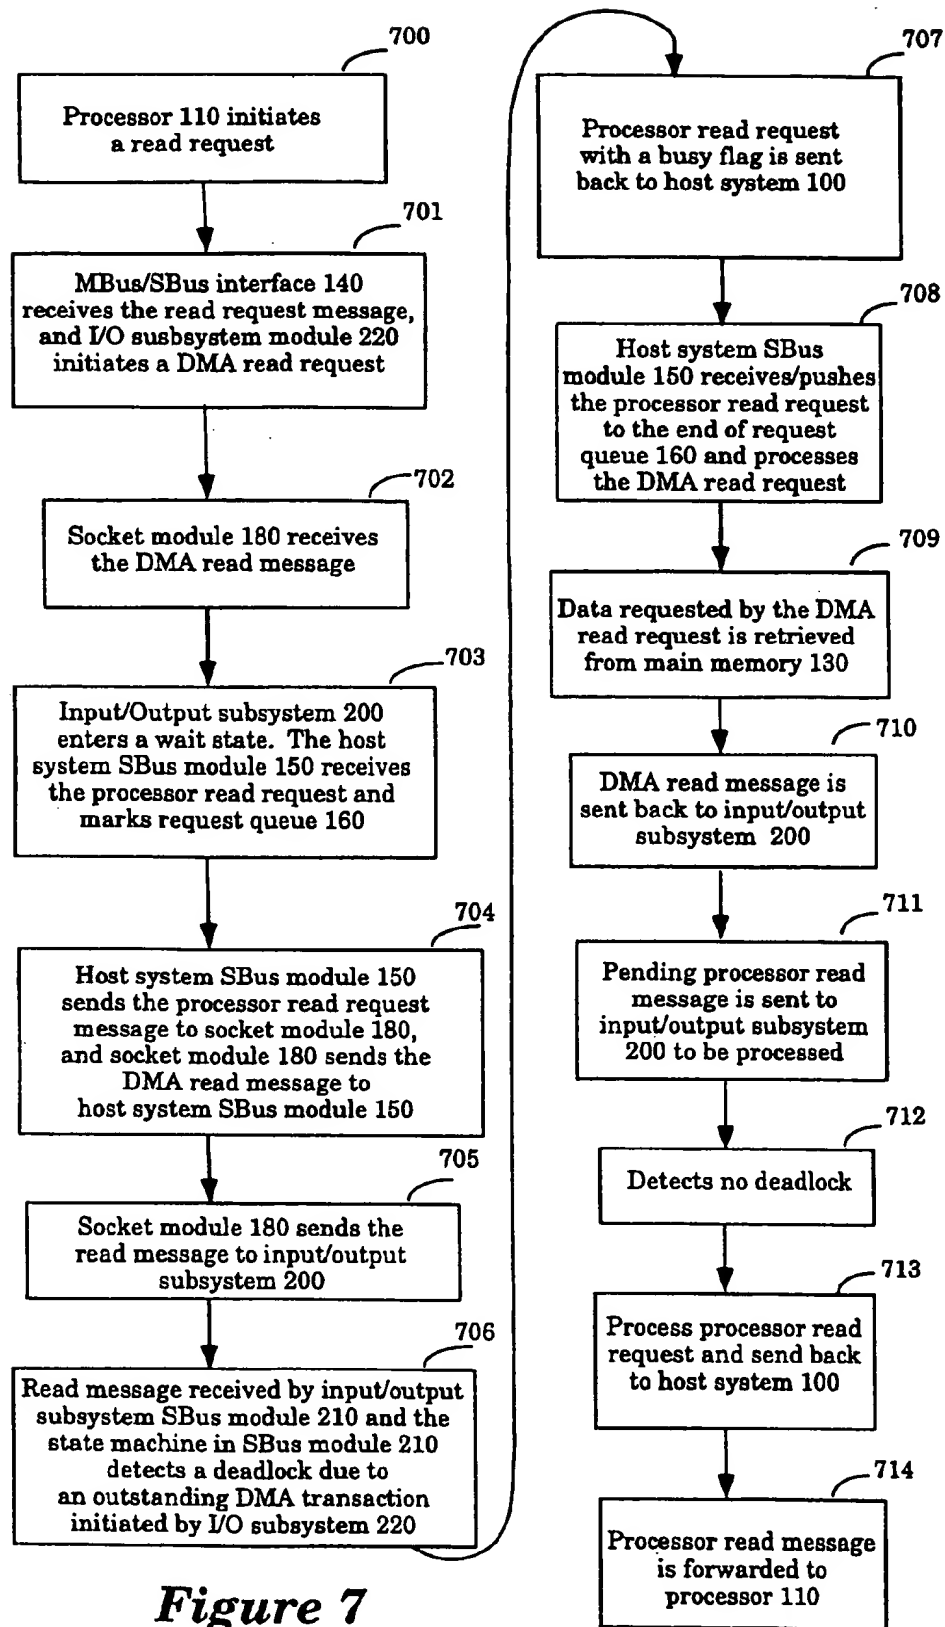 700
Processor 110 initiates
a read request
701
MBus/SBus interface 140
receives the read request message,
and I/O susbsystem module 220
initiates a DMA read request
702
Socket module 180 receives
the DMA read message
703
Input/Output subsystem 200
enters a wait state. The host
system SBus module 150 receives
the processor read request and
marks request queue 160
704
Host system SBus module 150
sends the processor read request
message to socket module 180,
and socket module 180 sends the
DMA read message to
host system SBus module 150
705
Socket module 180 sends the
read message to input/output
subsystem 200
706
Read message received by input/output
subsystem SBus module 210 and the
state machine in SBus module 210
detects a deadlock due to
an outstanding DMA transaction
initiated by I/O subsystem 220
707
Processor read request
with a busy flag is sent
back to host system 100
708
Host system SBus
module 150 receives/pushes
the processor read request
to the end of request
queue 160 and processes
the DMA read request
709
Data requested by the DMA
read request is retrieved
from main memory 130
710
DMA read message is
sent back to input/output
subsystem 200
711
Pending processor read
message is sent to
input/output subsystem
200 to be processed
712
Detects no deadlock
713
Process processor read
request and send back
to host system 100
714
Processor read message
is forwarded to
processor 110
Figure 7